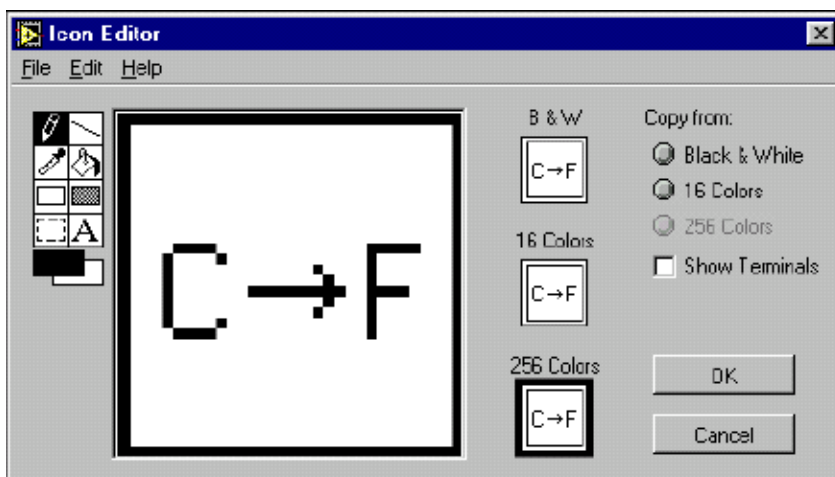 Icon Editor
File Edit Help
A
C→F
B & W
C→F
16 Colors
C→F
256 Colors
C→F
Copy from:
Black & White
16 Colors
256 Colors
Show Terminals
OK
Cancel